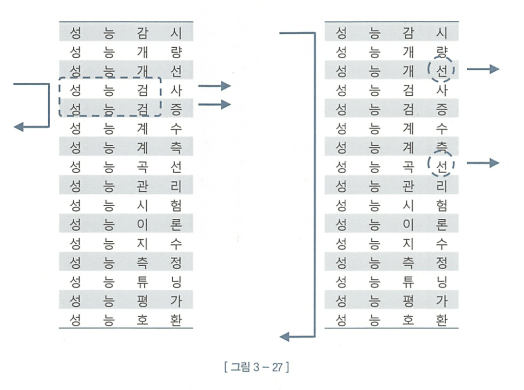 성 능 감 시
성 능 개 량
성 능 개 선
성 능 검 사
성 능 검 증
성 능 계 수
성 능 계 측
성 능 곡 선
성 능 관 리
성 능 시 험
성 능 이 론
성 능 지 수
성 능 측 정
성 능 튜 닝
성 능 평 가
성 능 호 환
성 능 감 시
성 능 개 량
성 능 개 선
성 능 검 사
성 능 검 증
성 능 계 수
성 능 계 측
성 능 곡 선
성 능 관 리
성 능 시 험
성 능 이 론
성 능 지 수
성 능 측 정
성 능 튜 닝
성 능 평 가
성 능 호 환
[ 그림 3 – 27 ]